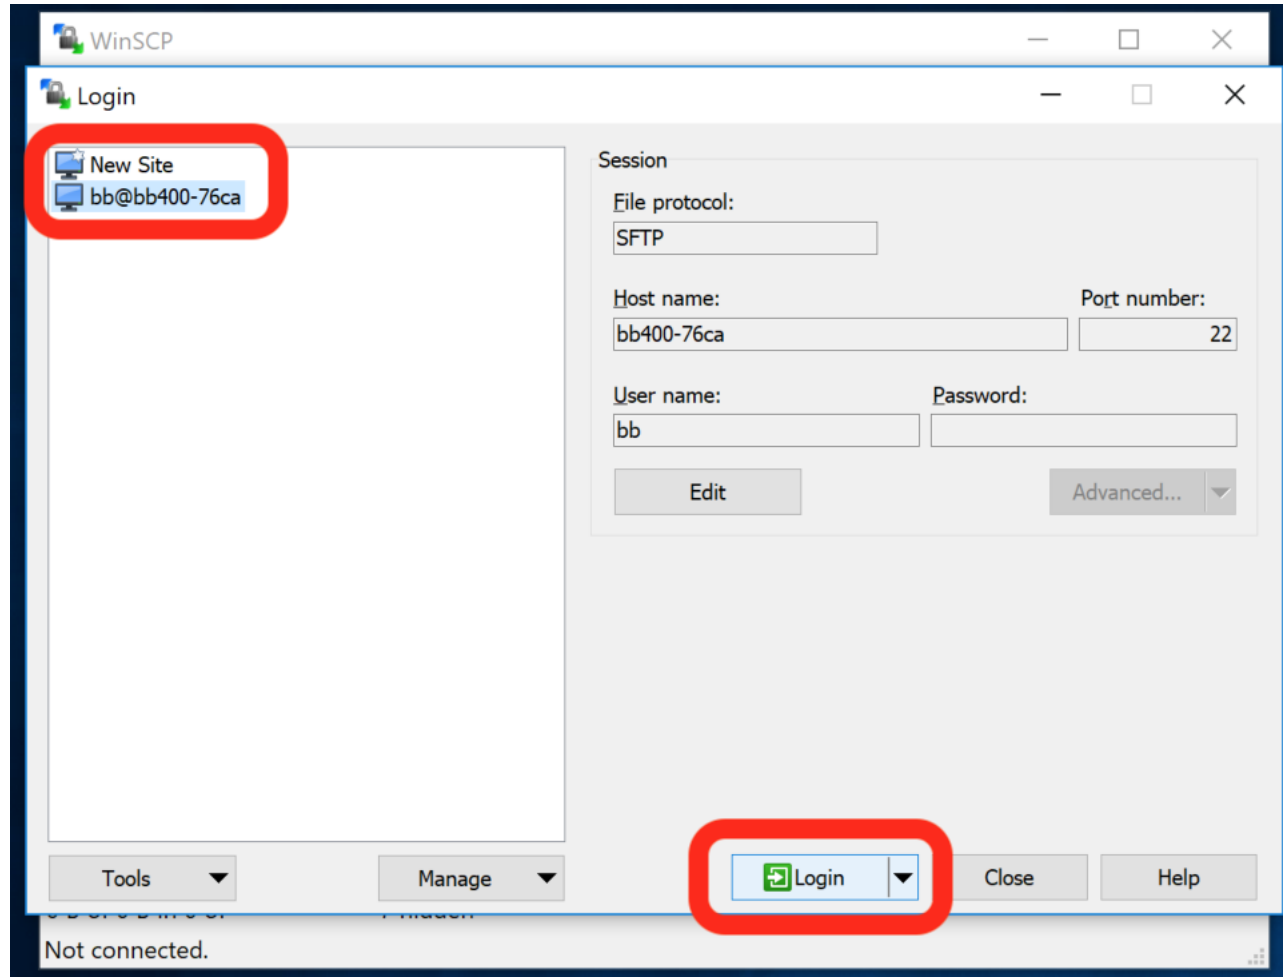 WinSCP
Login
New Site
bb@bb400-76ca
Session
File protocol:
SFTP
Host name:
Port number:
bb400-76ca
22
User name:
Password:
bb
Edit
Advanced...
Tools
Manage
Login
Close
Help
Not connected.